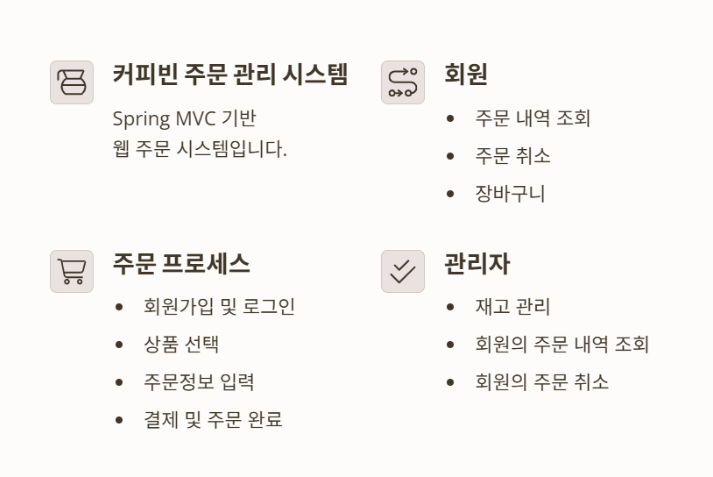 커피빈 주문 관리 시스템
Spring MVC 기반
웹 주문 시스템입니다.
회원
• 주문 내역 조회
• 주문 취소
• 장바구니
주문 프로세스
• 회원가입 및 로그인
• 상품 선택
• 주문정보 입력
• 결제 및 주문 완료
관리자
• 재고 관리
• 회원의 주문 내역 조회
• 회원의 주문 취소